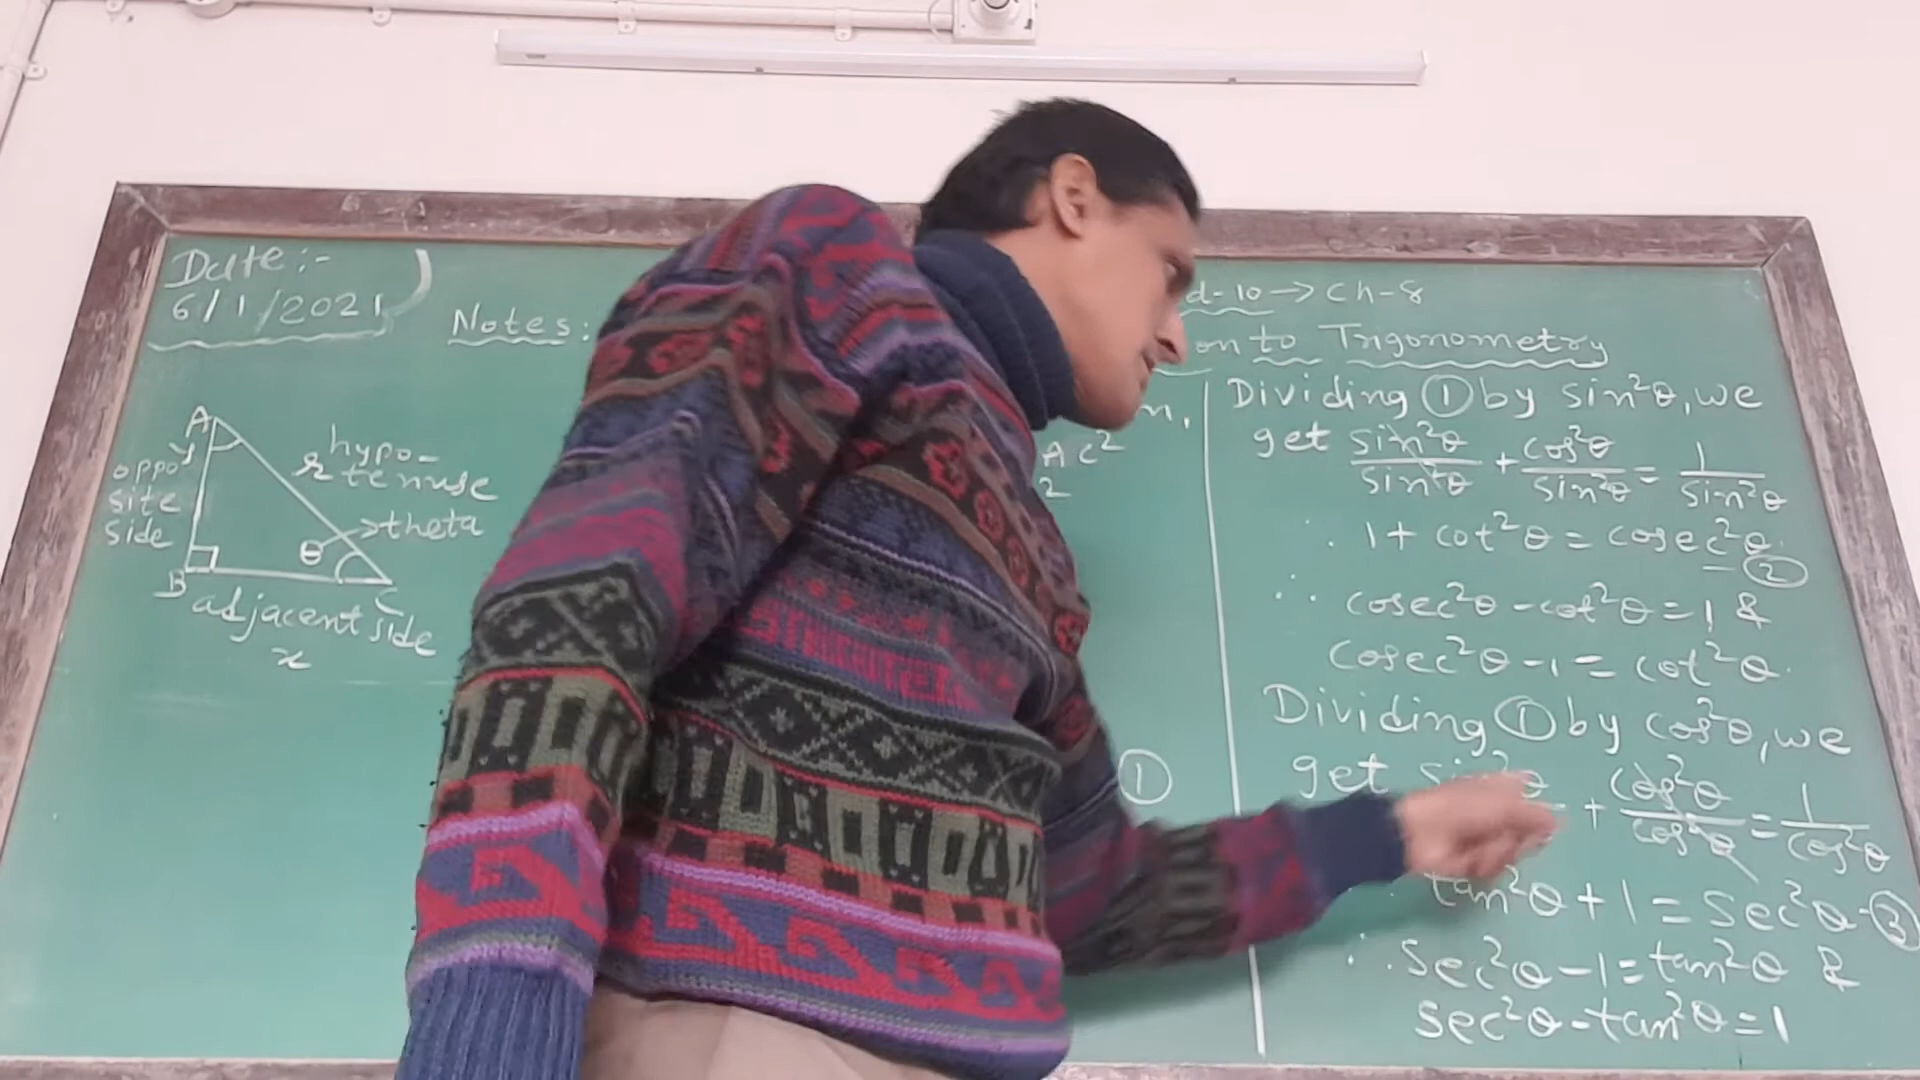 Date:-
6/1/2021
Notes:
d-10 → Ch-8
on to Trigonometry
A
oppo
site
side
y
hypo-
tenuse
r
θ → theta
B
C
adjacent side
x
n,
AC²
2
①
Dividing ① by sin²θ, we
get sin²θ/sin²θ + cos²θ/sin²θ = 1/sin²θ
∴ 1 + cot²θ = cosec²θ. — ②
∴ cosec²θ - cot²θ = 1 &
cosec²θ - 1 = cot²θ.
Dividing ① by cos²θ, we
get sin²θ + cos²θ/cos²θ = 1/cos²θ
tan²θ + 1 = sec²θ - ③
∴ sec²θ - 1 = tan²θ &
sec²θ - tan²θ = 1